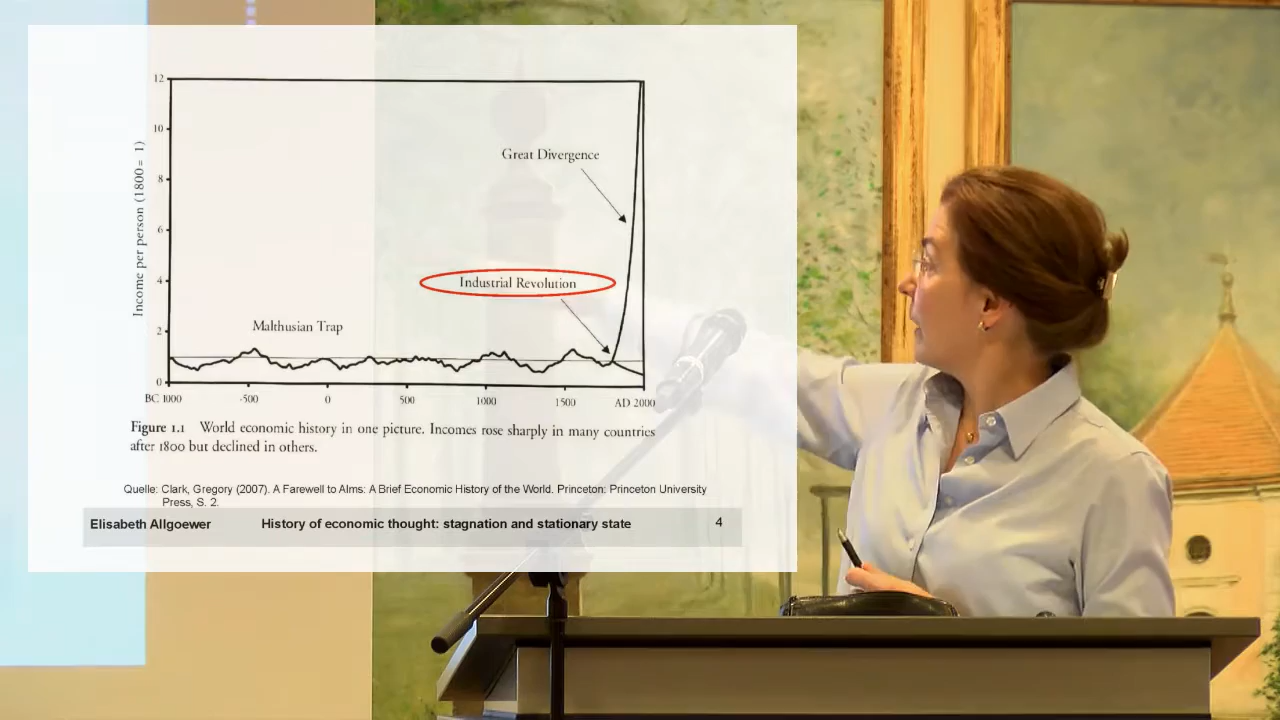 12
10
Great Divergence
8
Income per person (1800 = 1)
6
4
Industrial Revolution
Malthusian Trap
2
0
BC 1000 -500 0 500 1000 1500 AD 2000
Figure 1.1 World economic history in one picture. Incomes rose sharply in many countries
after 1800 but declined in others.
Quelle: Clark, Gregory (2007). A Farewell to Alms: A Brief Economic History of the World. Princeton: Princeton University
Press, S. 2.
Elisabeth Allgoewer History of economic thought: stagnation and stationary state 4